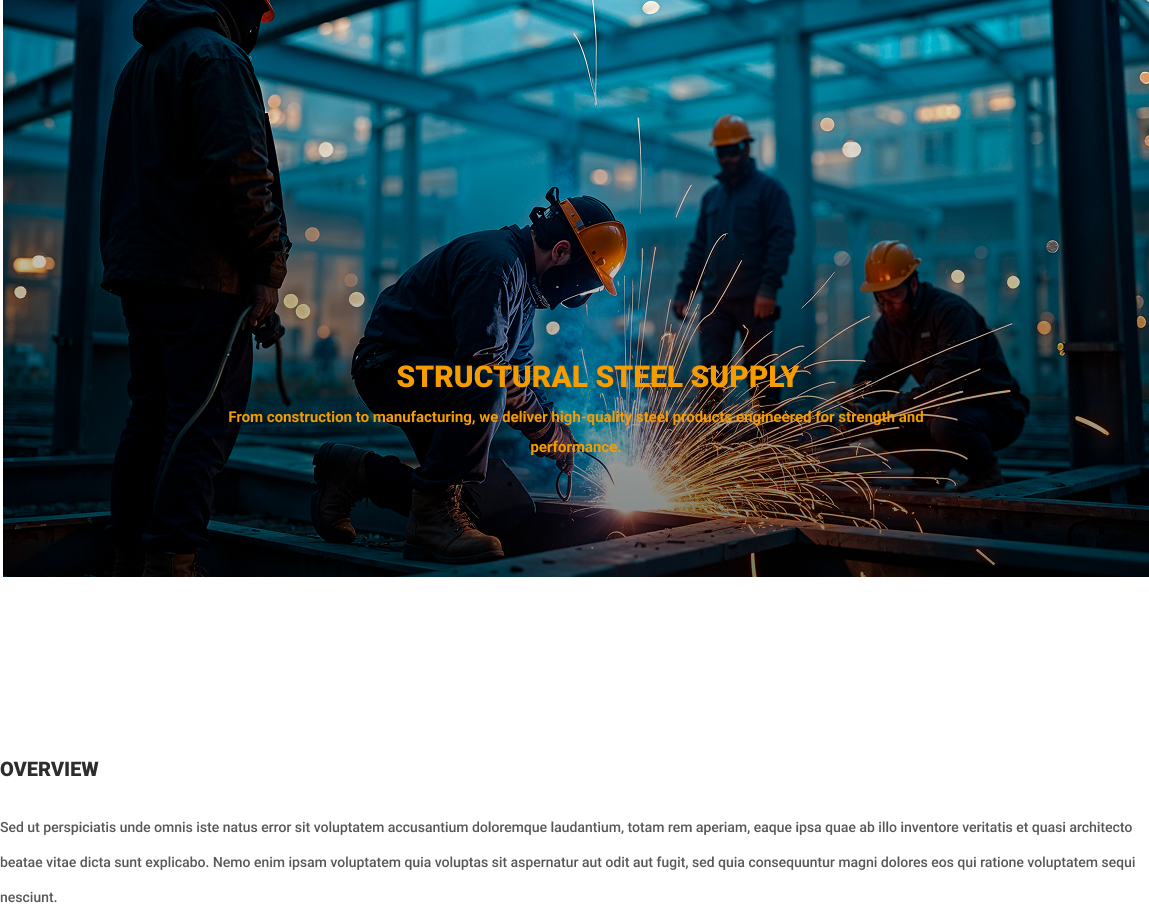 STRUCTURAL STEEL SUPPLY
From construction to manufacturing, we deliver high-quality steel products engineered for strength and
performance.
OVERVIEW
Sed ut perspiciatis unde omnis iste natus error sit voluptatem accusantium doloremque laudantium, totam rem aperiam, eaque ipsa quae ab illo inventore veritatis et quasi architecto
beatae vitae dicta sunt explicabo. Nemo enim ipsam voluptatem quia voluptas sit aspernatur aut odit aut fugit, sed quia consequuntur magni dolores eos qui ratione voluptatem sequi
nesciunt.